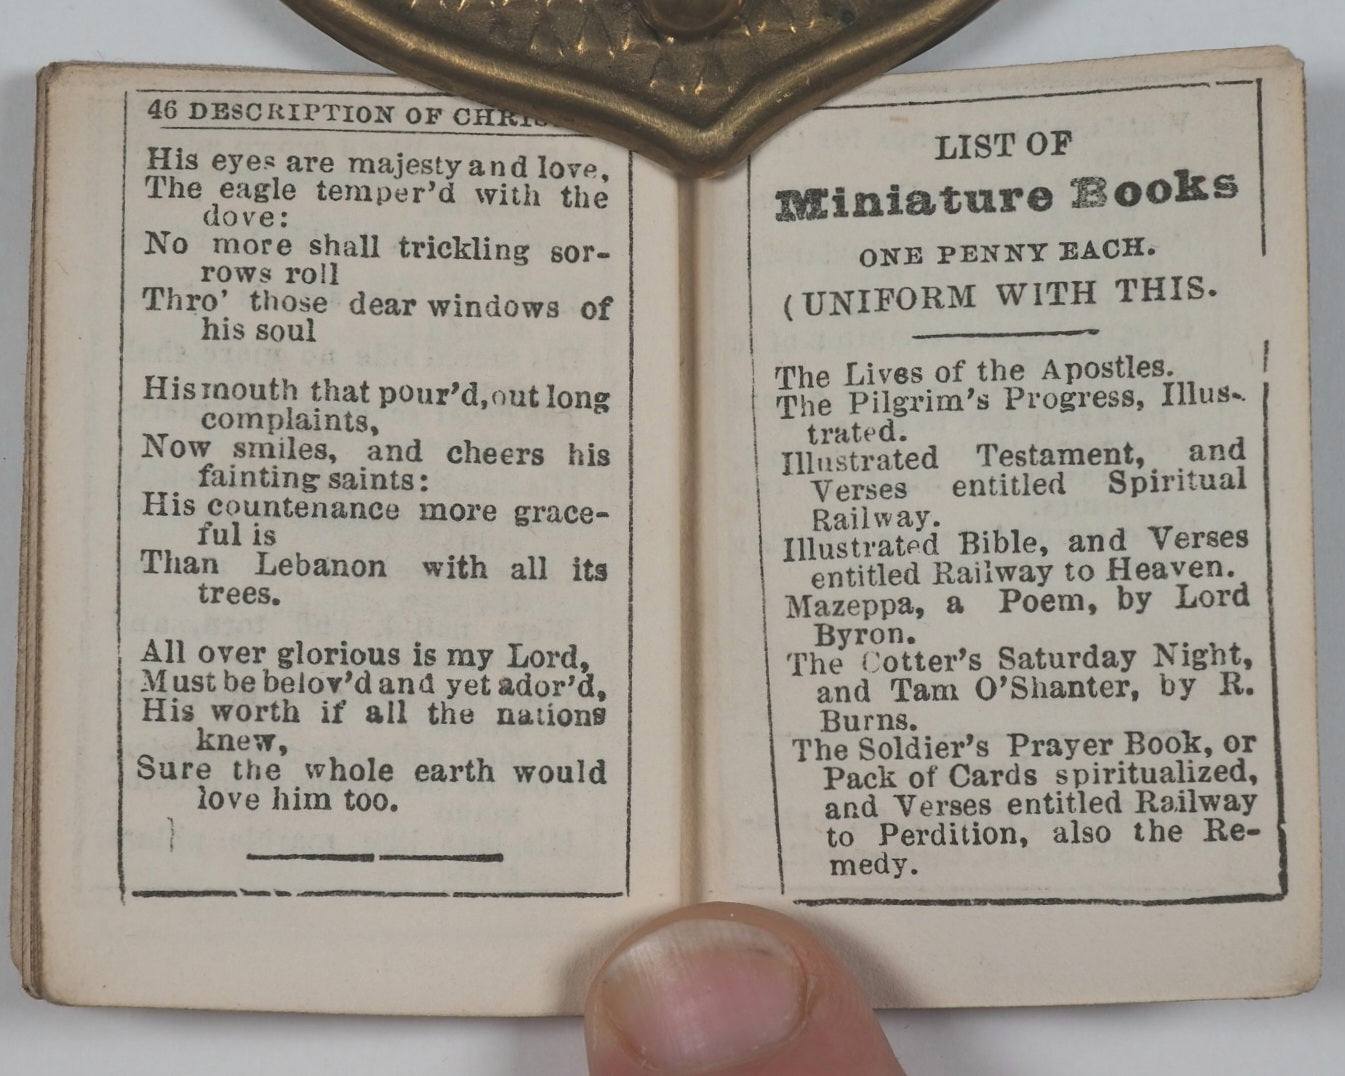 46 DESCRIPTION OF
His eyes are majesty and love,
The eagle temper'd with the
dove:
No more shall trickling sor-
rows roll
Thro' those dear windows of
his soul
His mouth that pour'd,out long
complaints,
Now smiles, and cheers his
fainting saints:
His countenance more grace-
ful is
Than Lebanon with all its
trees.
All over glorious is my Lord,
Must be belov'd and yet ador'd,
His worth if all the nations
knew,
Sure the whole earth would
love him too.
LIST OF
Miniature Books
ONE PENNY EACH.
(UNIFORM WITH THIS.
The Lives of the Apostles.
The Pilgrim's Progress, Illus-
trated.
Illustrated Testament, and
Verses entitled Spiritual
Railway.
Illustrated Bible, and Verses
entitled Railway to Heaven.
Mazeppa, a Poem, by Lord
Byron.
The Cotter's Saturday Night,
and Tam O'Shanter, by R.
Burns.
The Soldier's Prayer Book, or
Pack of Cards spiritualized,
and Verses entitled Railway
to Perdition, also the Re-
medy.